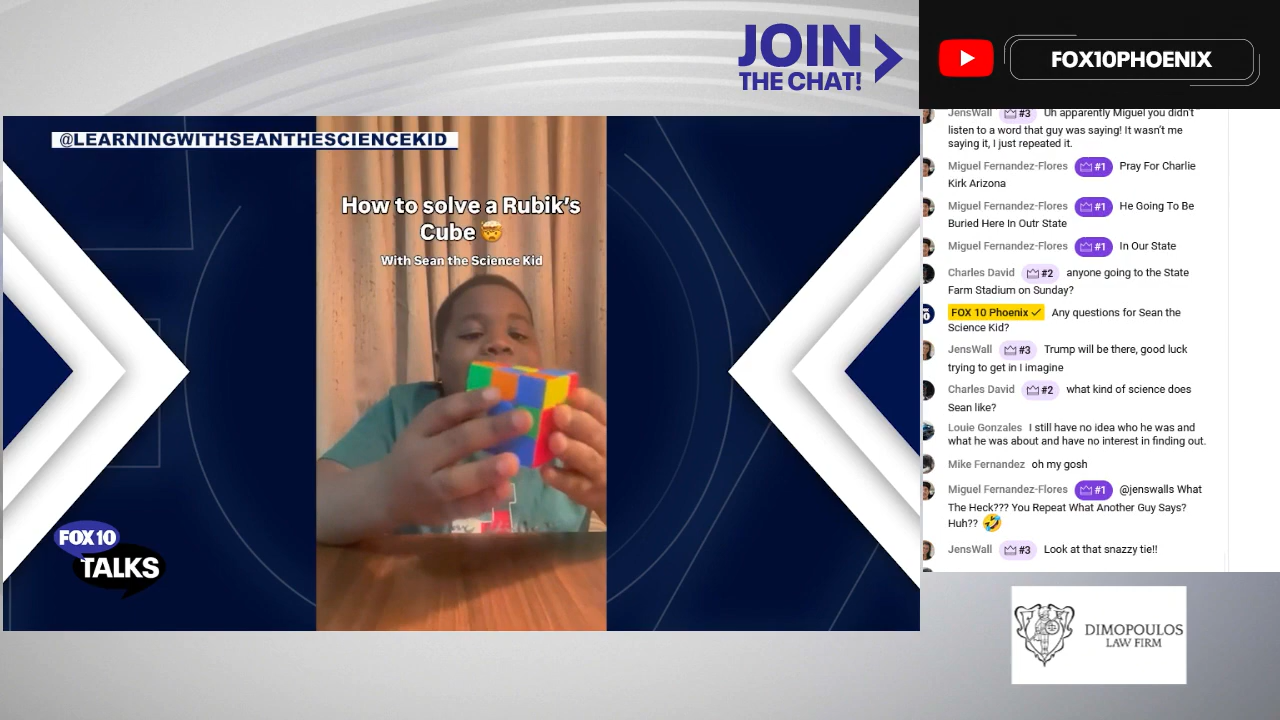 JOIN
THE CHAT!
FOX10PHOENIX
@LEARNINGWITHSEANTHESCIENCEKID
How to solve a Rubik's
Cube 🤯
With Sean the Science Kid
FOX 10
TALKS
JensWall #3 Uh apparently Miguel you didn't
listen to a word that guy was saying! It wasn't me
saying it, I just repeated it.
Miguel Fernandez-Flores #1 Pray For Charlie
Kirk Arizona
Miguel Fernandez-Flores #1 He Going To Be
Buried Here In Outr State
Miguel Fernandez-Flores #1 In Our State
Charles David #2 anyone going to the State
Farm Stadium on Sunday?
FOX 10 Phoenix Any questions for Sean the
Science Kid?
JensWall #3 Trump will be there, good luck
trying to get in I imagine
Charles David #2 what kind of science does
Sean like?
Louie Gonzales I still have no idea who he was and
what he was about and have no interest in finding out.
Mike Fernandez oh my gosh
Miguel Fernandez-Flores #1 @jenswalls What
The Heck??? You Repeat What Another Guy Says?
Huh?? 🤣
JensWall #3 Look at that snazzy tie!!
DIMOPOULOS
LAW FIRM